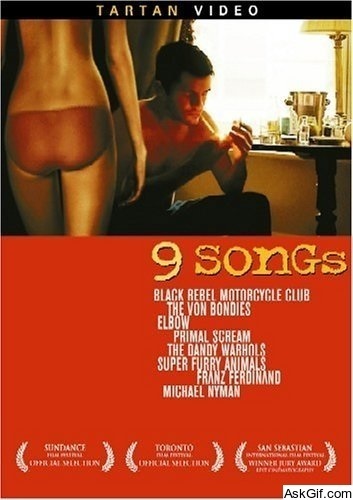 TARTAN VIDEO
9 SONGS
BLACK REBEL MOTORCYCLE CLUB
THE VON BONDIES
ELBOW
PRIMAL SCREAM
THE DANDY WARHOLS
SUPER FURRY ANIMALS
FRANZ FERDINAND
MICHAEL NYMAN
SUNDANCE
FILM FESTIVAL
OFFICIAL SELECTION
TORONTO
FILM FESTIVAL
OFFICIAL SELECTION
SAN SEBASTIAN
INTERNATIONAL FILM FESTIVAL
WINNER JURY AWARD
BEST CINEMATOGRAPHY
AskGif.com